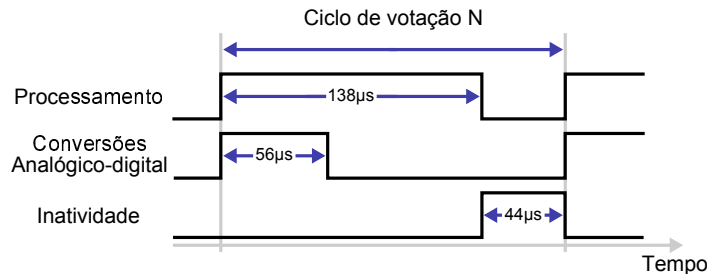 Ciclo de votação N
Processamento
138µs
Conversões
Analógico-digital
56µs
Inatividade
44µs
Tempo